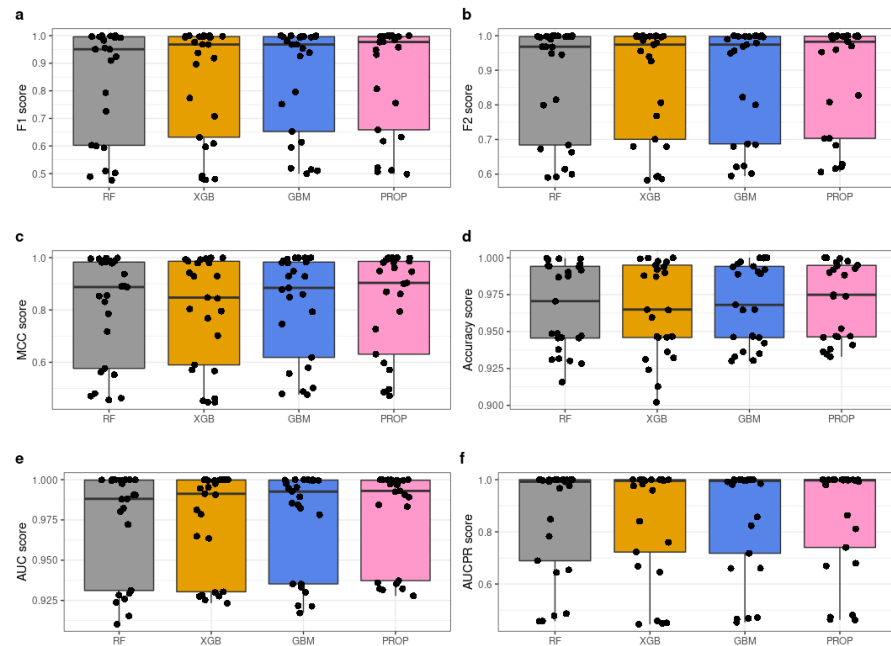 a
F1 score
1.0
0.9
0.8
0.7
0.6
0.5
RF XGB GBM PROP
b
F2 score
1.0
0.9
0.8
0.7
0.6
RF XGB GBM PROP
c
MCC score
1.0
0.8
0.6
RF XGB GBM PROP
d
Accuracy score
1.000
0.975
0.950
0.925
0.900
RF XGB GBM PROP
e
AUC score
1.000
0.975
0.950
0.925
RF XGB GBM PROP
f
AUCPR score
1.0
0.8
0.6
RF XGB GBM PROP